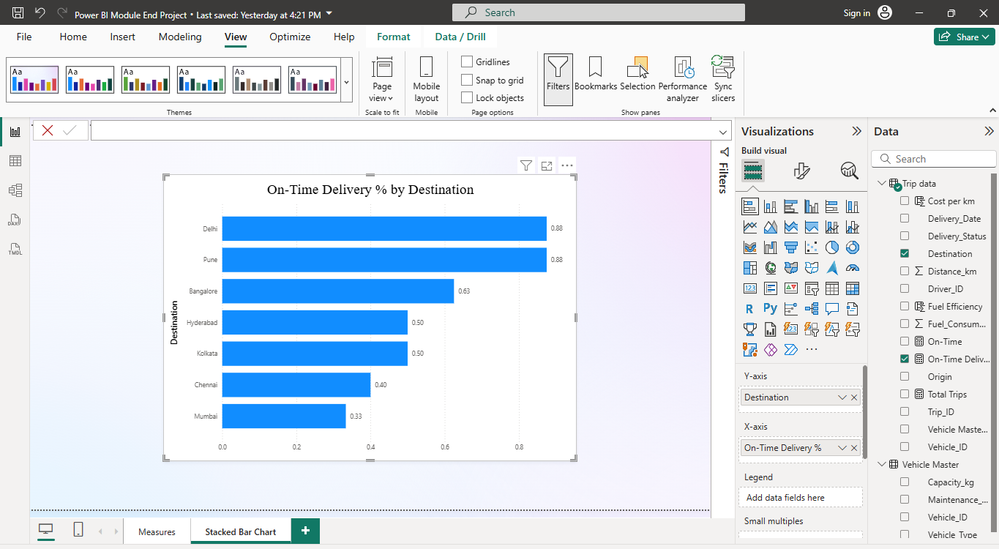 Power BI Module End Project • Last saved: Yesterday at 4:21 PM
Search
Sign in
File Home Insert Modeling View Optimize Help Format Data / Drill
Share
Aa Aa Aa Aa Aa Aa
Themes
Page view
Scale to fit
Mobile layout
Mobile
Gridlines
Snap to grid
Lock objects
Page options
Filters
Bookmarks
Selection
Performance analyzer
Sync slicers
Show panes
DAX
TMDL
On-Time Delivery % by Destination
Destination
Delhi 0.88
Pune 0.88
Bangalore 0.63
Hyderabad 0.50
Kolkata 0.50
Chennai 0.40
Mumbai 0.33
0.0 0.2 0.4 0.6 0.8
Filters
Visualizations
Build visual
123
R Py
123
Y-axis
Destination
X-axis
On-Time Delivery %
Legend
Add data fields here
Small multiples
Data
Search
Trip data
Cost per km
Delivery_Date
Delivery_Status
Destination
Distance_km
Driver_ID
Fuel Efficiency
Fuel_Consum...
On-Time
On-Time Deliv...
Origin
Total Trips
Trip_ID
Vehicle Maste...
Vehicle_ID
Vehicle Master
Capacity_kg
Maintenance_...
Vehicle_ID
Vehicle_Type
Measures
Stacked Bar Chart